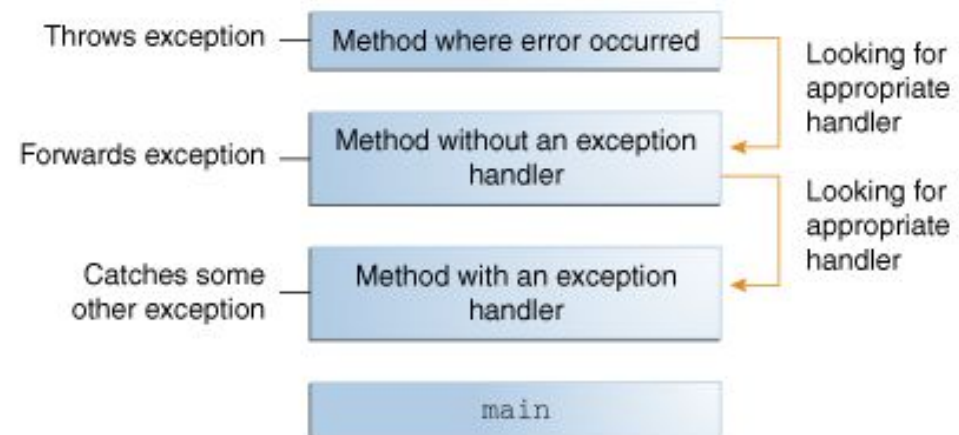 Throws exception
Method where error occurred
Looking for
appropriate
handler
Forwards exception
Method without an exception
handler
Looking for
appropriate
handler
Catches some
other exception
Method with an exception
handler
main